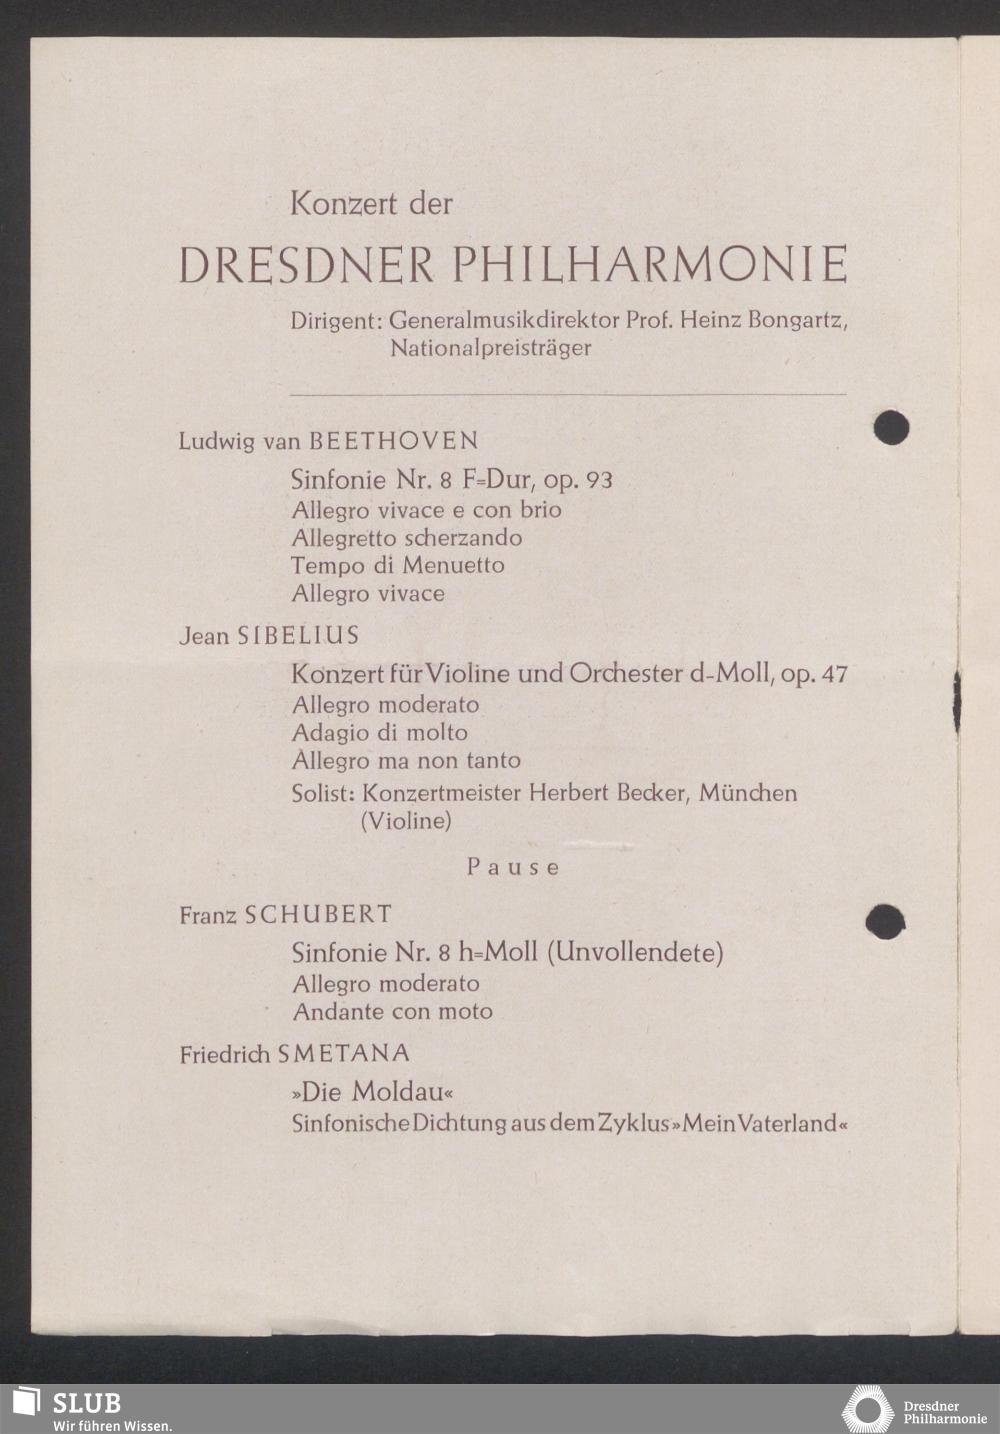 Konzert der
DRESDNER PHILHARMONIE
Dirigent: Generalmusikdirektor Prof. Heinz Bongartz,
Nationalpreisträger
Ludwig van BEETHOVEN
Sinfonie Nr. 8 F=Dur, op. 93
Allegro vivace e con brio
Allegretto scherzando
Tempo di Menuetto
Allegro vivace
Jean SIBELIUS
Konzert für Violine und Orchester d-Moll, op. 47
Allegro moderato
Adagio di molto
Allegro ma non tanto
Solist: Konzertmeister Herbert Becker, München
(Violine)
Pause
Franz SCHUBERT
Sinfonie Nr. 8 h=Moll (Unvollendete)
Allegro moderato
Andante con moto
Friedrich SMETANA
»Die Moldau«
Sinfonische Dichtung aus dem Zyklus »Mein Vaterland«
SLUB
Wir führen Wissen.
Dresdner
Philharmonie